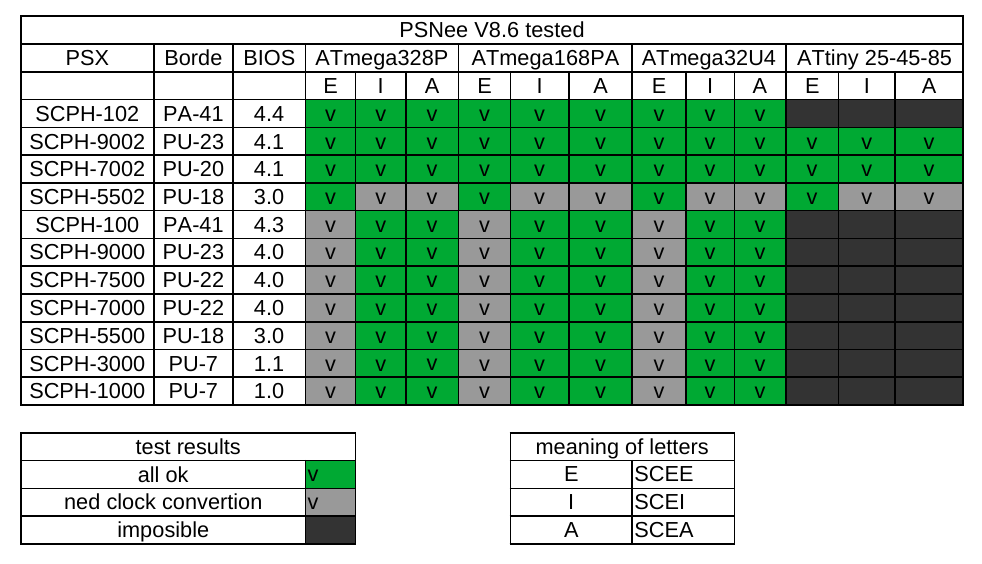 PSNee V8.6 tested
PSX Borde BIOS ATmega328P ATmega168PA ATmega32U4 ATtiny 25-45-85
E I A E I A E I A E I A
SCPH-102 PA-41 4.4 v v v v v v v v v
SCPH-9002 PU-23 4.1 v v v v v v v v v v v v
SCPH-7002 PU-20 4.1 v v v v v v v v v v v v
SCPH-5502 PU-18 3.0 v v v v v v v v v v v v
SCPH-100 PA-41 4.3 v v v v v v v v v
SCPH-9000 PU-23 4.0 v v v v v v v v v
SCPH-7500 PU-22 4.0 v v v v v v v v v
SCPH-7000 PU-22 4.0 v v v v v v v v v
SCPH-5500 PU-18 3.0 v v v v v v v v v
SCPH-3000 PU-7 1.1 v v v v v v v v v
SCPH-1000 PU-7 1.0 v v v v v v v v v
test results
all ok v
ned clock convertion v
imposible
meaning of letters
E SCEE
I SCEI
A SCEA